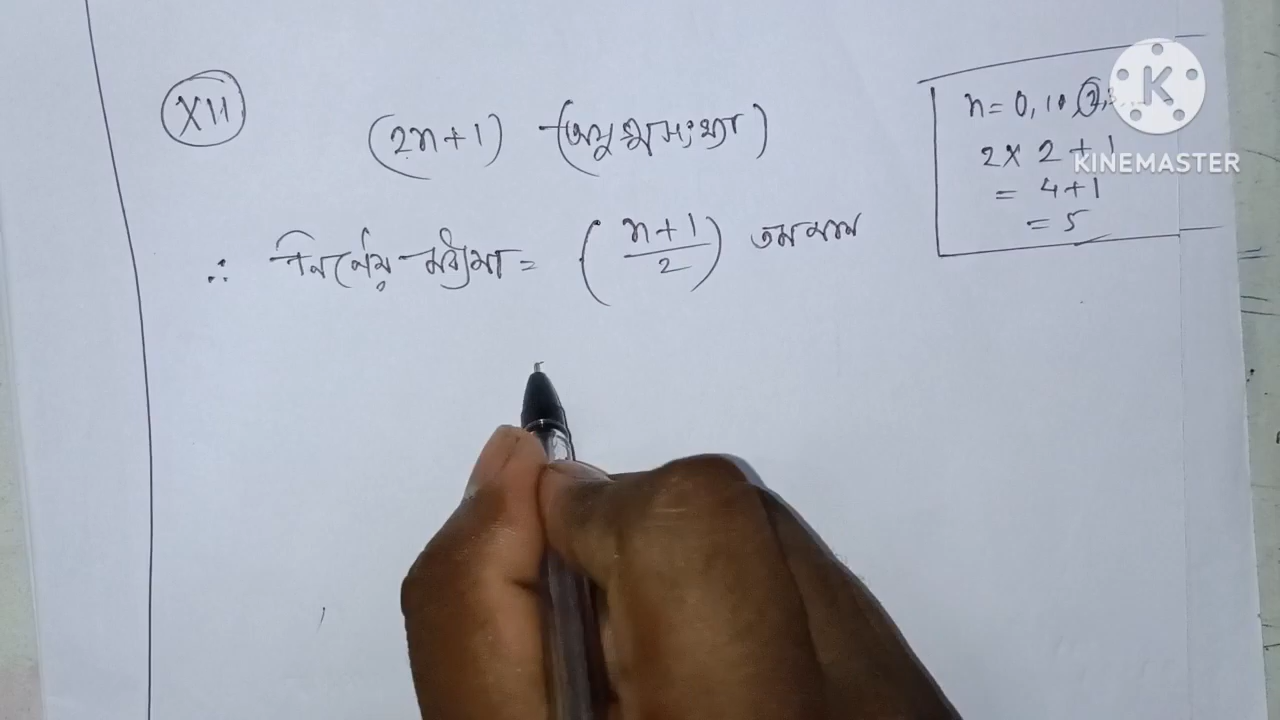 XII
(2n+1) (অযুগ্মসংখ্যা)
∴ নির্ণেয় মধ্যমা = (n+1/2) তম মান
n = 0, 1, 2, 3, ...
2 × 2 + 1
= 4+1
= 5
KINEMASTER